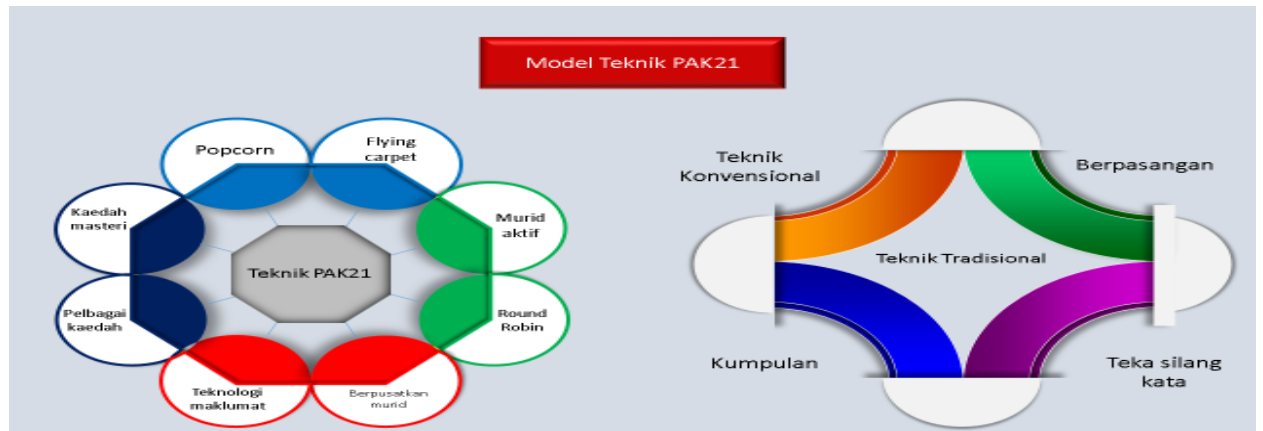 Model Teknik PAK21
Popcorn
Flying
carpet
Kaedah
masteri
Murid
aktif
Teknik PAK21
Pelbagai
kaedah
Round
Robin
Teknologi
maklumat
Berpusatkan
murid
Teknik
Konvensional
Berpasangan
Teknik Tradisional
Kumpulan
Teka silang
kata